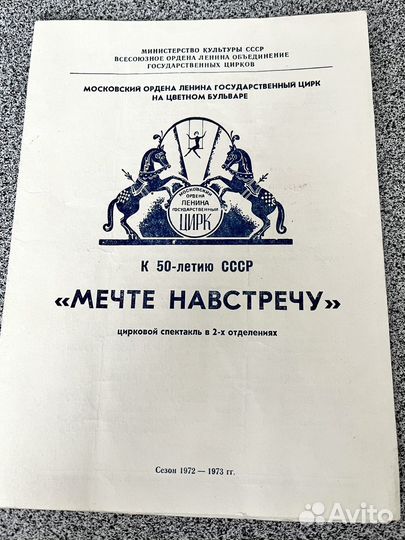 МИНИСТЕРСТВО КУЛЬТУРЫ СССР
ВСЕСОЮЗНОЕ ОРДЕНА ЛЕНИНА ОБЪЕДИНЕНИЕ
ГОСУДАРСТВЕННЫХ ЦИРКОВ
МОСКОВСКИЙ ОРДЕНА ЛЕНИНА ГОСУДАРСТВЕННЫЙ ЦИРК
НА ЦВЕТНОМ БУЛЬВАРЕ
МОСКОВСКИЙ
ОРДЕНА
ЛЕНИНА
ГОСУДАРСТВЕННЫЙ
ЦИРК
К 50-летию СССР
«МЕЧТЕ НАВСТРЕЧУ»
цирковой спектакль в 2-х отделениях
Сезон 1972 — 1973 гг.
Avito